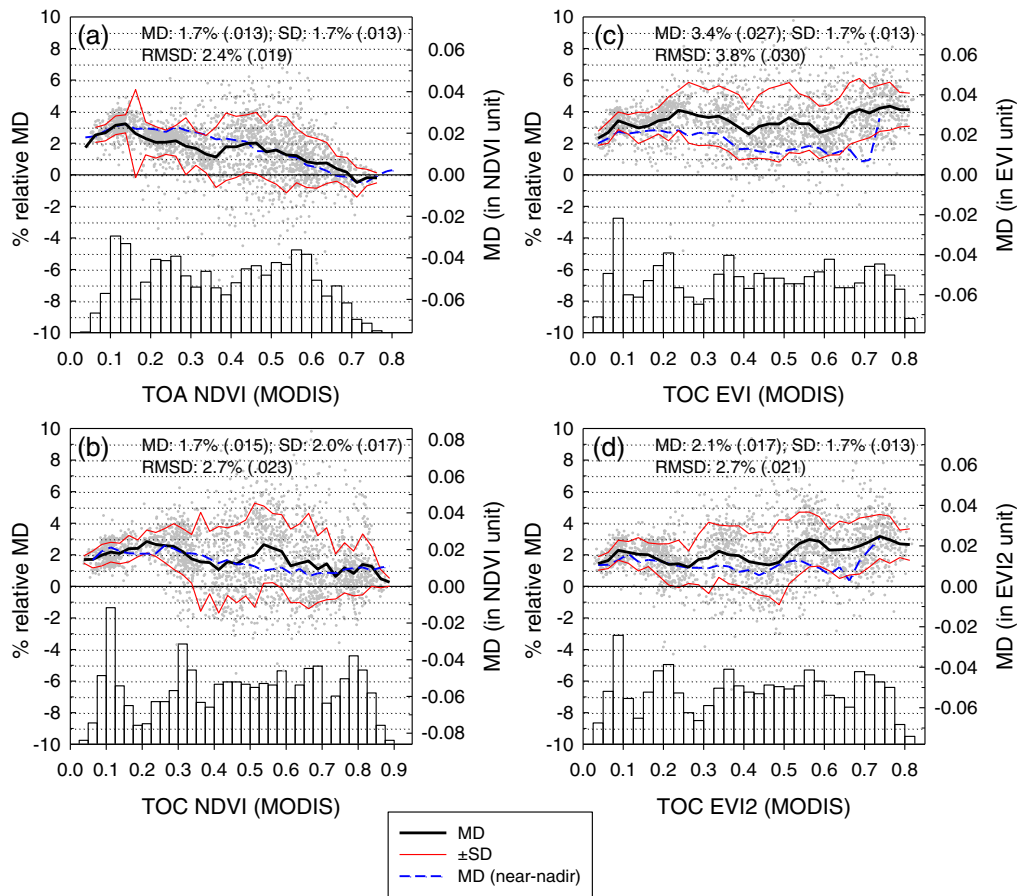 (a)
MD: 1.7% (.013); SD: 1.7% (.013)
RMSD: 2.4% (.019)
% relative MD
10
8
6
4
2
0
-2
-4
-6
-8
-10
0.06
0.04
0.02
0.00
-0.02
-0.04
-0.06
MD (in NDVI unit)
0.0 0.1 0.2 0.3 0.4 0.5 0.6 0.7 0.8
TOA NDVI (MODIS)
(c)
MD: 3.4% (.027); SD: 1.7% (.013)
RMSD: 3.8% (.030)
% relative MD
10
8
6
4
2
0
-2
-4
-6
-8
-10
0.06
0.04
0.02
0.00
-0.02
-0.04
-0.06
MD (in EVI unit)
0.0 0.1 0.2 0.3 0.4 0.5 0.6 0.7 0.8
TOC EVI (MODIS)
(b)
MD: 1.7% (.015); SD: 2.0% (.017)
RMSD: 2.7% (.023)
% relative MD
10
8
6
4
2
0
-2
-4
-6
-8
-10
0.08
0.06
0.04
0.02
0.00
-0.02
-0.04
-0.06
-0.08
MD (in NDVI unit)
0.0 0.1 0.2 0.3 0.4 0.5 0.6 0.7 0.8 0.9
TOC NDVI (MODIS)
(d)
MD: 2.1% (.017); SD: 1.7% (.013)
RMSD: 2.7% (.021)
% relative MD
10
8
6
4
2
0
-2
-4
-6
-8
-10
0.06
0.04
0.02
0.00
-0.02
-0.04
-0.06
MD (in EVI2 unit)
0.0 0.1 0.2 0.3 0.4 0.5 0.6 0.7 0.8
TOC EVI2 (MODIS)
MD
±SD
MD (near-nadir)